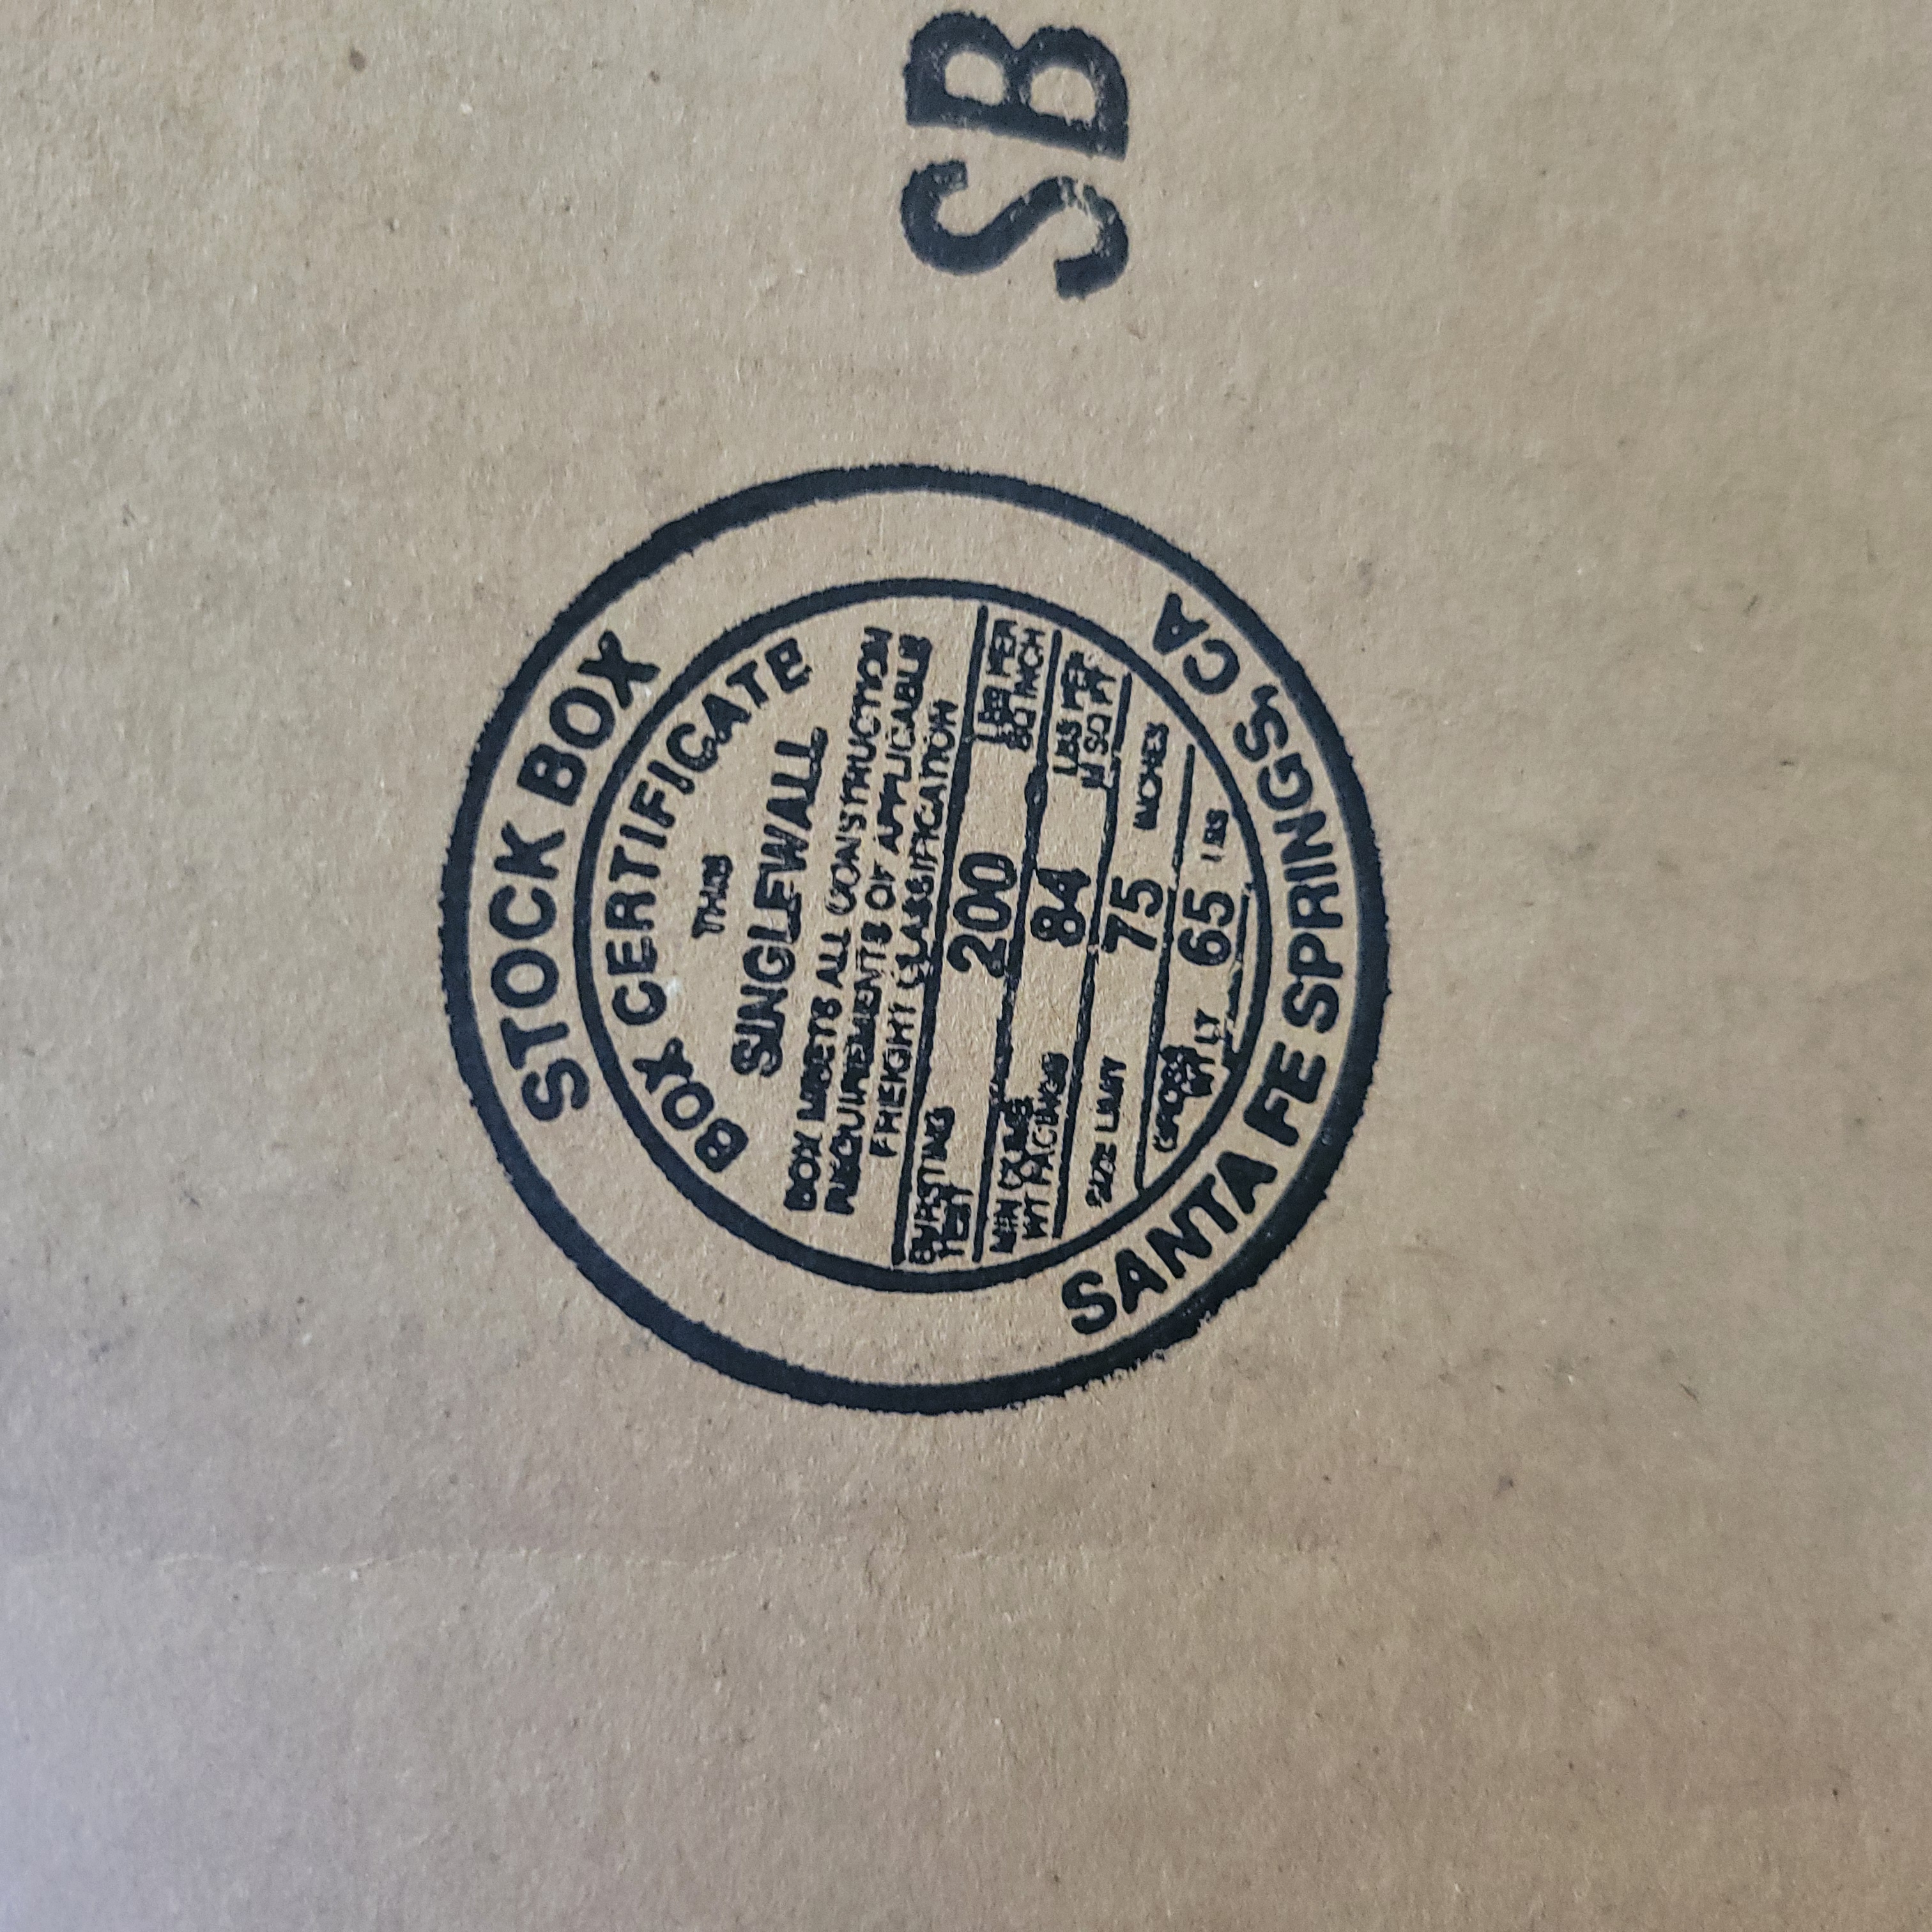 STOCK BOX
BOX CERTIFICATE
THIS
SINGLEWALL
BOX MEETS ALL CONSTRUCTION
REQUIREMENTS OF APPLICABLE
FREIGHT CLASSIFICATION
BURSTING TEST 200 LBS PER SQ INCH
MIN COMB WT FACINGS 84 LBS PER M SQ FT
SIZE LIMIT 75 INCHES
GROSS WT LT 65 LBS
SANTA FE SPRINGS, CA
SB